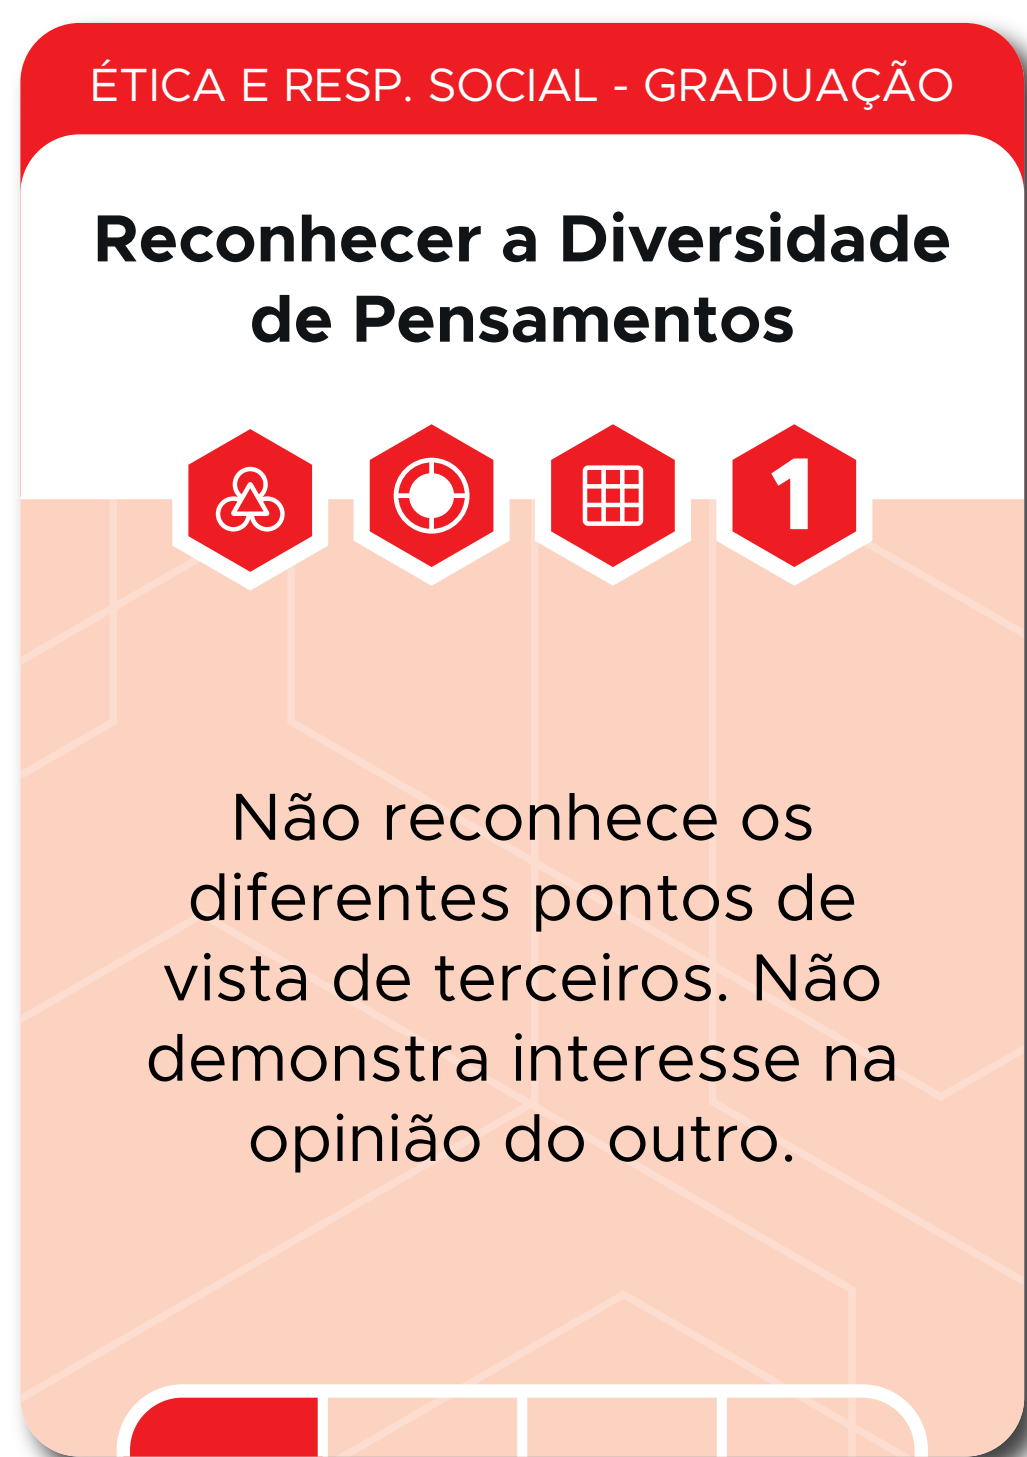 ÉTICA E RESP. SOCIAL - GRADUAÇÃO
Reconhecer a Diversidade
de Pensamentos
1
Não reconhece os
diferentes pontos de
vista de terceiros. Não
demonstra interesse na
opinião do outro.